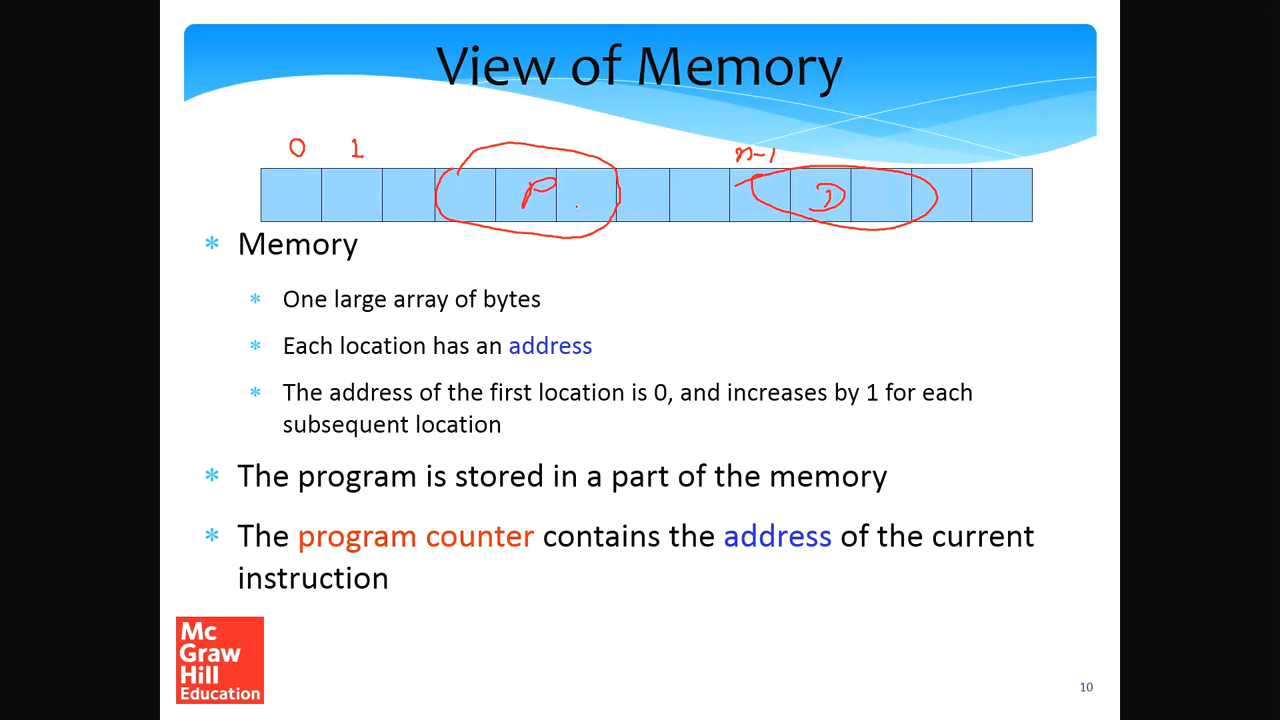 View of Memory
0 1 n-1
P D
* Memory
* One large array of bytes
* Each location has an address
* The address of the first location is 0, and increases by 1 for each
subsequent location
* The program is stored in a part of the memory
* The program counter contains the address of the current
instruction
Mc
Graw
Hill
Education
10